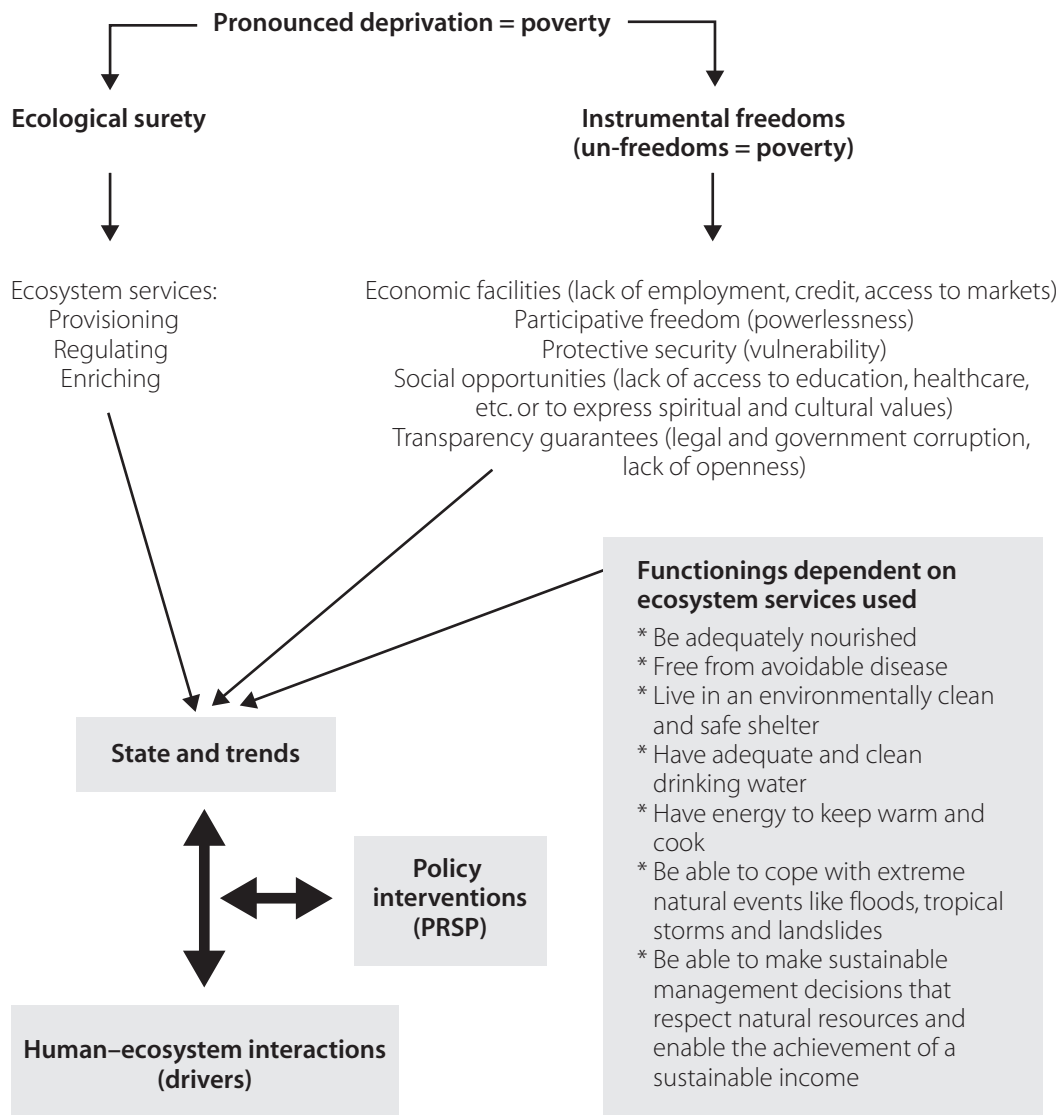 Pronounced deprivation = poverty
Ecological surety
Instrumental freedoms
(un-freedoms = poverty)
Ecosystem services:
Provisioning
Regulating
Enriching
Economic facilities (lack of employment, credit, access to markets)
Participative freedom (powerlessness)
Protective security (vulnerability)
Social opportunities (lack of access to education, healthcare,
etc. or to express spiritual and cultural values)
Transparency guarantees (legal and government corruption,
lack of openness)
Functionings dependent on
ecosystem services used
* Be adequately nourished
* Free from avoidable disease
* Live in an environmentally clean
and safe shelter
* Have adequate and clean
drinking water
* Have energy to keep warm and
cook
* Be able to cope with extreme
natural events like floods, tropical
storms and landslides
* Be able to make sustainable
management decisions that
respect natural resources and
enable the achievement of a
sustainable income
State and trends
Policy
interventions
(PRSP)
Human–ecosystem interactions
(drivers)